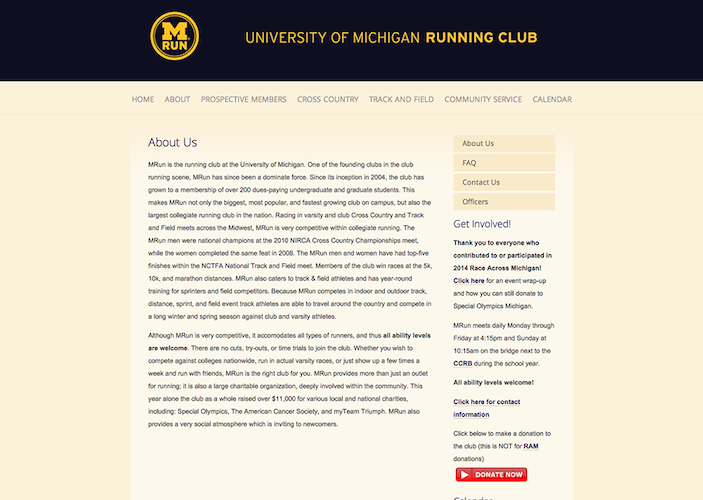 M
RUN
UNIVERSITY OF MICHIGAN RUNNING CLUB
HOME ABOUT PROSPECTIVE MEMBERS CROSS COUNTRY TRACK AND FIELD COMMUNITY SERVICE CALENDAR
About Us
MRun is the running club at the University of Michigan. One of the founding clubs in the club
running scene, MRun has since been a dominate force. Since its inception in 2004, the club has
grown to a membership of over 200 dues-paying undergraduate and graduate students. This
makes MRun not only the biggest, most popular, and fastest growing club on campus, but also the
largest collegiate running club in the nation. Racing in varsity and club Cross Country and Track
and Field meets across the Midwest, MRun is very competitive within collegiate running. The
MRun men were national champions at the 2010 NIRCA Cross Country Championships meet,
while the women completed the same feat in 2008. The MRun men and women have had top-five
finishes within the NCTFA National Track and Field meet. Members of the club win races at the 5k,
10k, and marathon distances. MRun also caters to track & field athletes and has year-round
training for sprinters and field competitors. Because MRun competes in indoor and outdoor track,
distance, sprint, and field event track athletes are able to travel around the country and compete in
a long winter and spring season against club and varsity athletes.
Although MRun is very competitive, it accomodates all types of runners, and thus all ability levels
are welcome. There are no cuts, try-outs, or time trials to join the club. Whether you wish to
compete against colleges nationwide, run in actual varsity races, or just show up a few times a
week and run with friends, MRun is the right club for you. MRun provides more than just an outlet
for running; it is also a large charitable organization, deeply involved within the community. This
year alone the club as a whole raised over $11,000 for various local and national charities,
including: Special Olympics, The American Cancer Society, and myTeam Triumph. MRun also
provides a very social atmosphere which is inviting to newcomers.
About Us
FAQ
Contact Us
Officers
Get Involved!
Thank you to everyone who
contributed to or participated in
2014 Race Across Michigan!
Click here for an event wrap-up
and how you can still donate to
Special Olympics Michigan.
MRun meets daily Monday through
Friday at 4:15pm and Sunday at
10:15am on the bridge next to the
CCRB during the school year.
All ability levels welcome!
Click here for contact
information
Click below to make a donation to
the club (this is NOT for RAM
donations)
DONATE NOW
Calendar